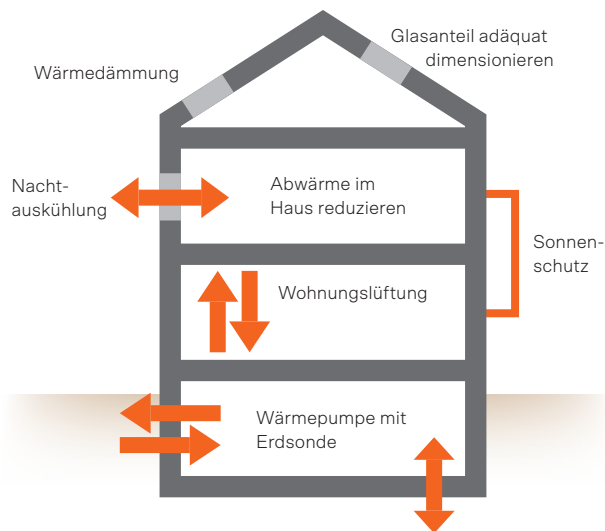 Glasanteil adäquat
dimensionieren
Wärmedämmung
Nacht-
auskühlung
Abwärme im
Haus reduzieren
Sonnen-
schutz
Wohnungslüftung
Wärmepumpe mit
Erdsonde